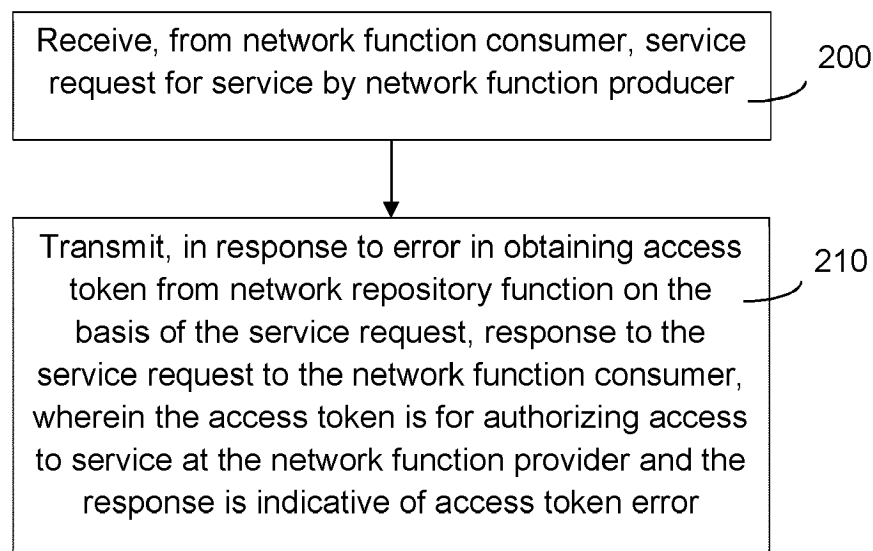 Receive, from network function consumer, service
request for service by network function producer
200
Transmit, in response to error in obtaining access
token from network repository function on the
basis of the service request, response to the
service request to the network function consumer,
wherein the access token is for authorizing access
to service at the network function provider and the
response is indicative of access token error
210